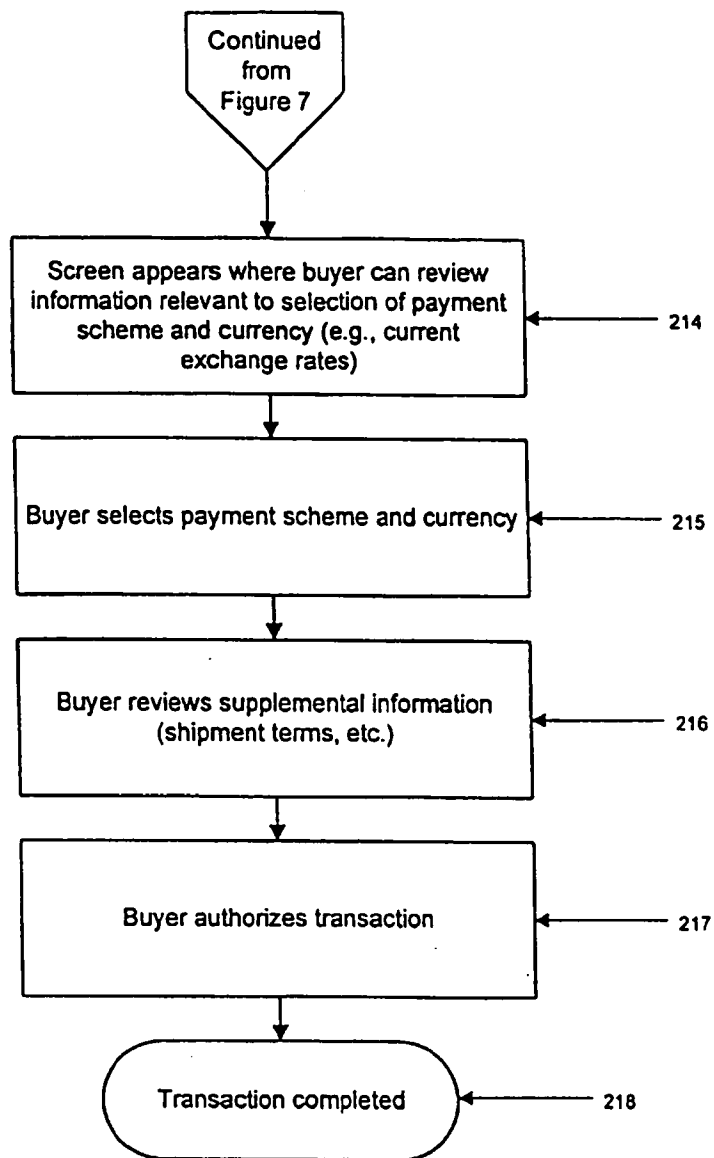 Continued
from
Figure 7
Screen appears where buyer can review
information relevant to selection of payment
scheme and currency (e.g., current
exchange rates)
214
Buyer selects payment scheme and currency
215
Buyer reviews supplemental information
(shipment terms, etc.)
216
Buyer authorizes transaction
217
Transaction completed
218